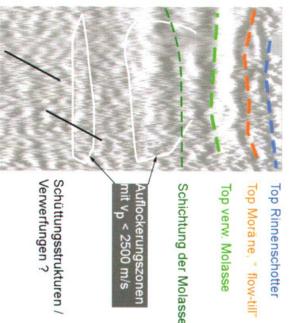 Top Rinnenschotter
Top Moräne, " flow-till"
Top verw. Molasse
Schichtung der Molasse
Auflockerungszonen
mit vp < 2500 m/s
Schüttungsstrukturen /
Verwerfungen ?